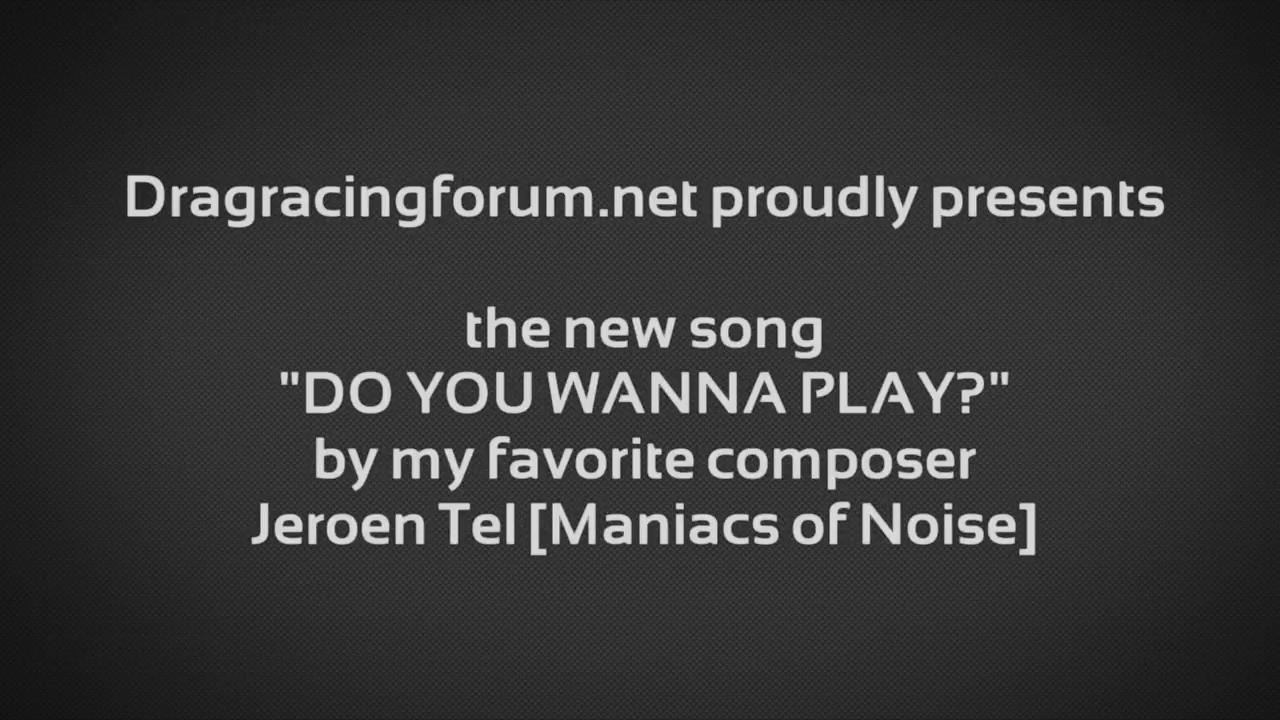 Dragracingforum.net proudly presents
the new song
"DO YOU WANNA PLAY?"
by my favorite composer
Jeroen Tel [Maniacs of Noise]